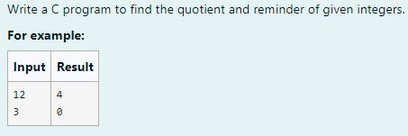 Write a C program to find the quotient and reminder of given integers.
For example:
Input Result
12 4
3 0